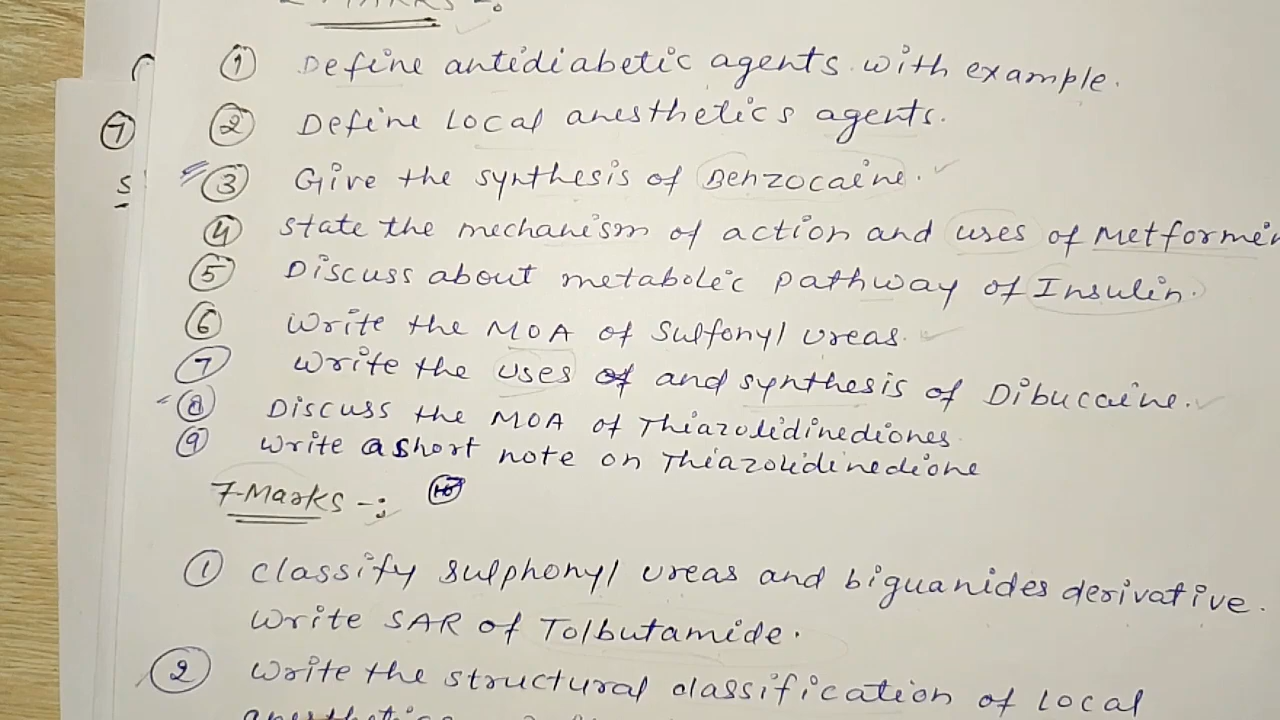 MARKS -:
① Define antidiabetic agents with example.
⑦ ② Define Local anesthetics agents.
S ③ Give the synthesis of Benzocaine.
④ State the mechanism of action and uses of Metformin
⑤ Discuss about metabolic pathway of Insulin.
⑥ Write the MOA of Sulfonyl ureas.
⑦ Write the uses of and synthesis of Dibucaine.
⑧ Discuss the MOA of Thiazolidinediones
⑨ Write a short note on Thiazolidinedione
7-Marks -:
① classify sulphonyl ureas and biguanides derivative.
Write SAR of Tolbutamide.
② Write the structural classification of Local